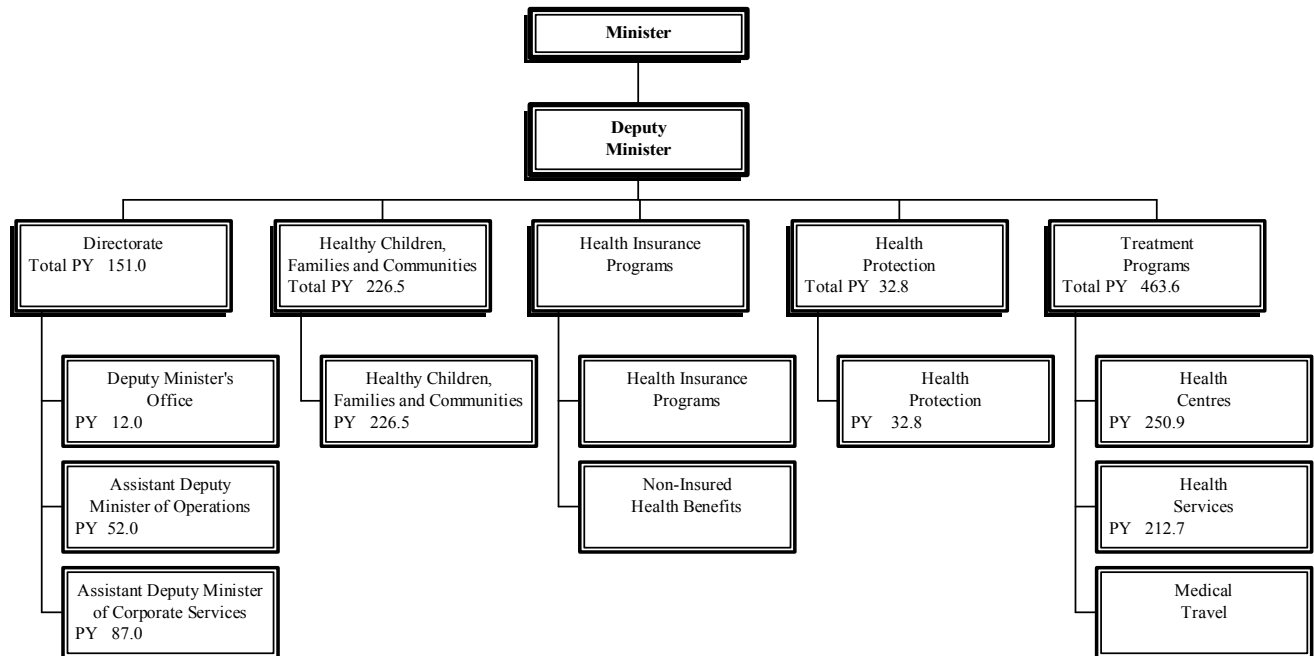 Minister
Deputy
Minister
Directorate
Total PY 151.0
Healthy Children,
Families and Communities
Total PY 226.5
Health Insurance
Programs
Health
Protection
Total PY 32.8
Treatment
Programs
Total PY 463.6
Deputy Minister's
Office
PY 12.0
Assistant Deputy
Minister of Operations
PY 52.0
Assistant Deputy Minister
of Corporate Services
PY 87.0
Healthy Children,
Families and Communities
PY 226.5
Health Insurance
Programs
Non-Insured
Health Benefits
Health
Protection
PY 32.8
Health
Centres
PY 250.9
Health
Services
PY 212.7
Medical
Travel